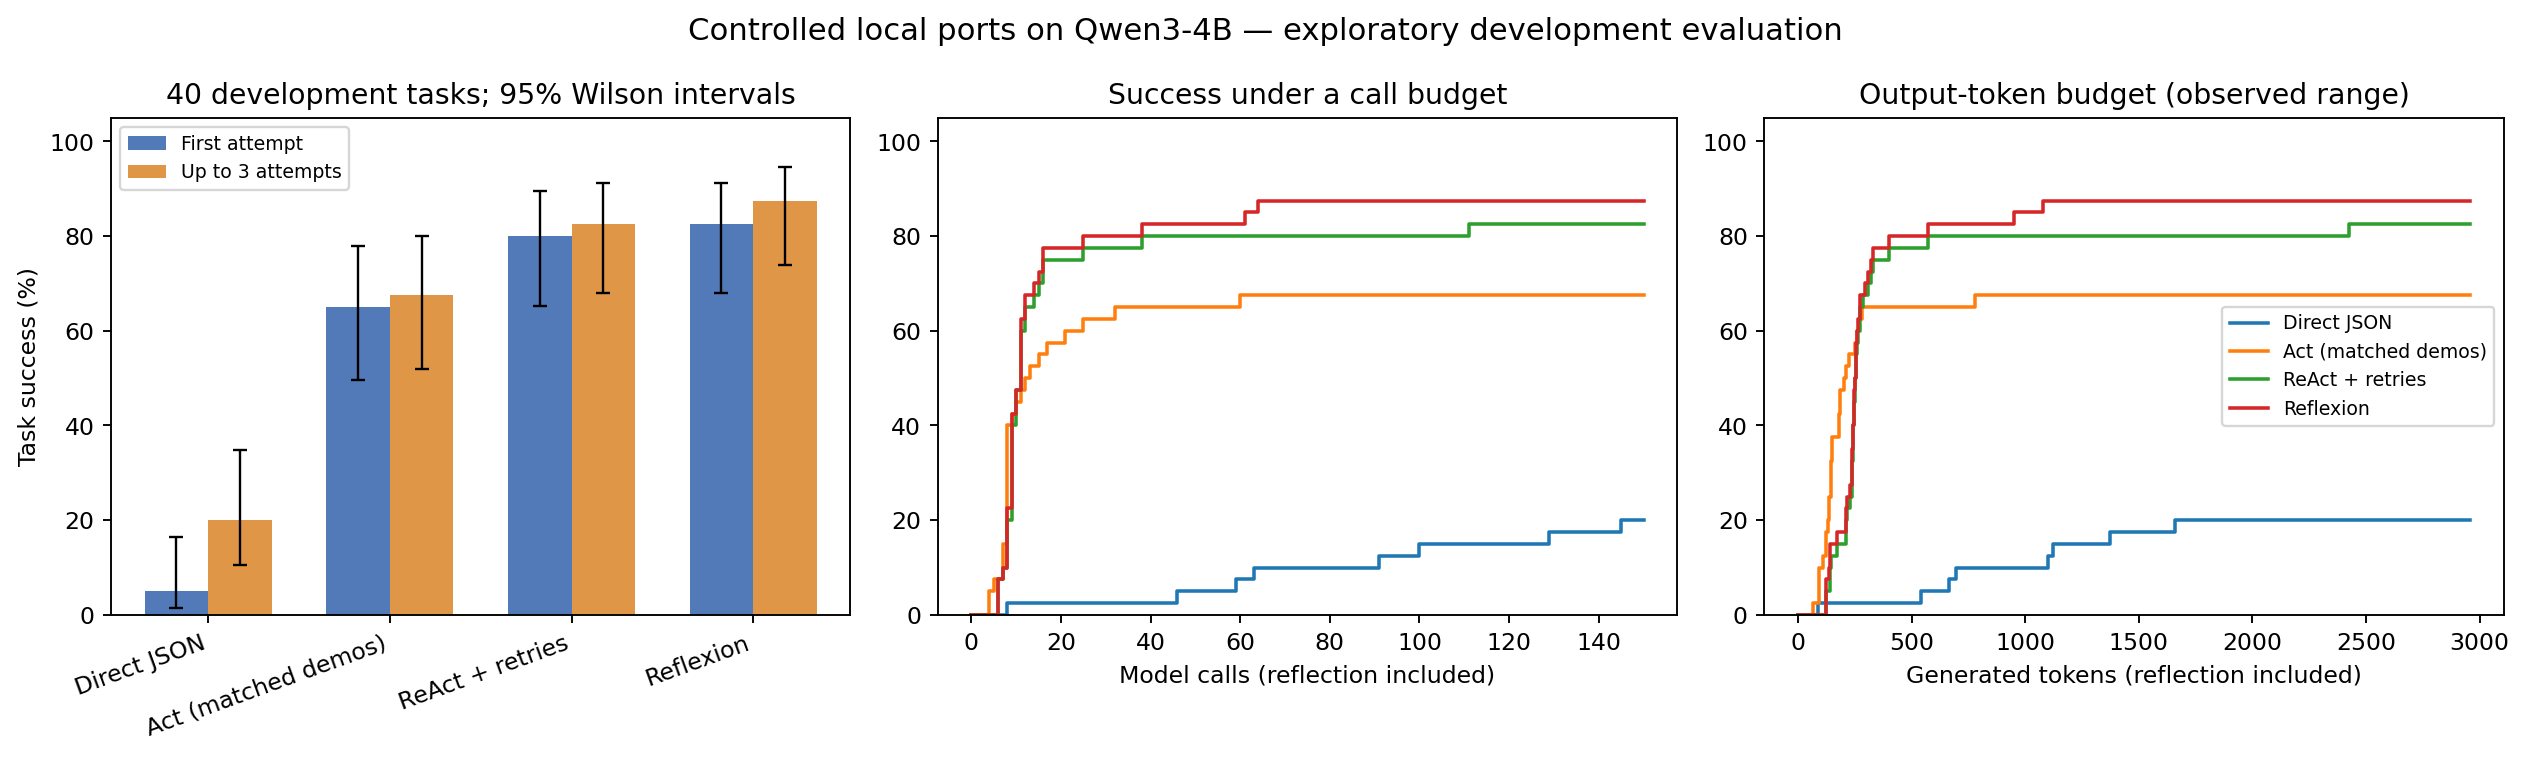 Controlled local ports on Qwen3-4B — exploratory development evaluation
40 development tasks; 95% Wilson intervals
Task success (%)
100
80
60
40
20
0
First attempt
Up to 3 attempts
Direct JSON
Act (matched demos)
ReAct + retries
Reflexion
Success under a call budget
100
80
60
40
20
0
0 20 40 60 80 100 120 140
Model calls (reflection included)
Output-token budget (observed range)
100
80
60
40
20
0
Direct JSON
Act (matched demos)
ReAct + retries
Reflexion
0 500 1000 1500 2000 2500 3000
Generated tokens (reflection included)